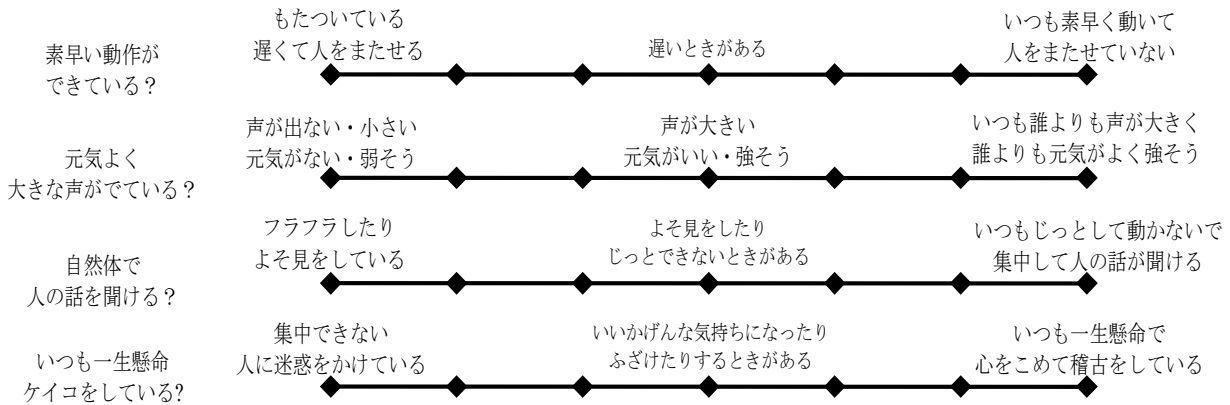 素早い動作が
できている？
もたついている
遅くて人をまたせる
遅いときがある
いつも素早く動いて
人をまたせていない
元気よく
大きな声がでている？
声が出ない・小さい
元気がない・弱そう
声が大きい
元気がいい・強そう
いつも誰よりも声が大きく
誰よりも元気がよく強そう
自然体で
人の話を聞ける？
フラフラしたり
よそ見をしている
よそ見をしたり
じっとできないときがある
いつもじっとして動かないで
集中して人の話が聞ける
いつも一生懸命
ケイコをしている?
集中できない
人に迷惑をかけている
いいかげんな気持ちになったり
ふざけたりするときがある
いつも一生懸命で
心をこめて稽古をしている